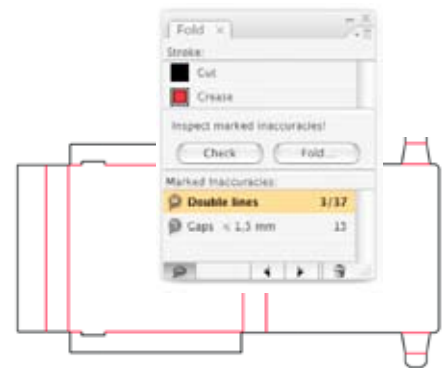 Fold ×
Stroke:
Cut
Crease
Inspect marked inaccuracies!
Check Fold...
Marked Inaccuracies:
Double lines 3/37
Gaps < 1,5 mm 15